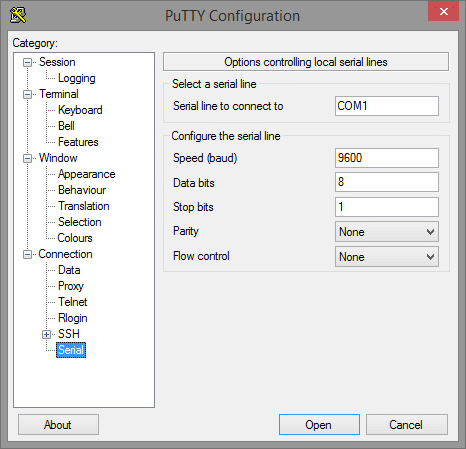 PuTTY Configuration
Category:
Session
Logging
Terminal
Keyboard
Bell
Features
Window
Appearance
Behaviour
Translation
Selection
Colours
Connection
Data
Proxy
Telnet
Rlogin
SSH
Serial
Options controlling local serial lines
Select a serial line
Serial line to connect to COM1
Configure the serial line
Speed (baud) 9600
Data bits 8
Stop bits 1
Parity None
Flow control None
About Open Cancel